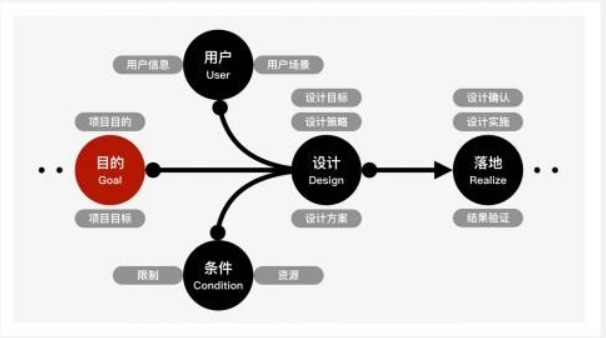 用户
User
用户信息
用户场景
项目目的
目的
Goal
项目目标
设计目标
设计策略
设计
Design
设计方案
设计确认
设计实施
落地
Realize
结果验证
限制
条件
Condition
资源